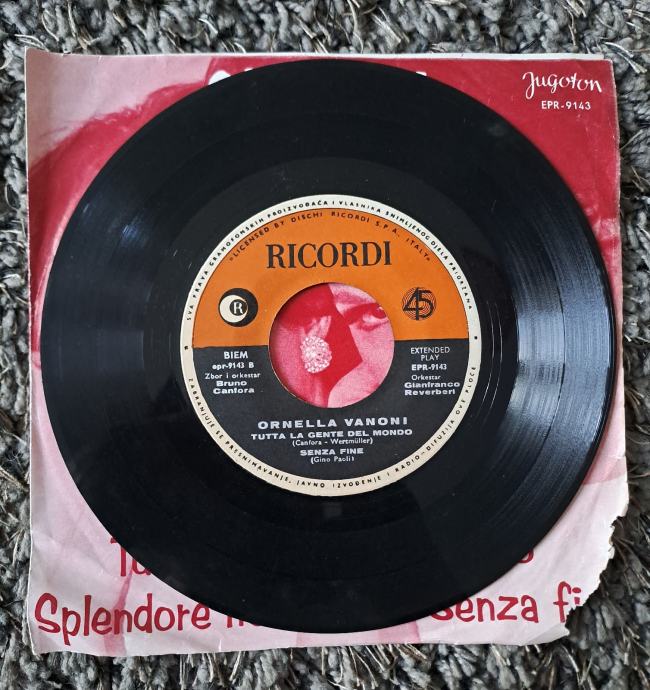 Jugoton
EPR-9143
SVA PRAVA GRAMOFONSKIH PROIZVOĐAČA I VLASNIKA SNIMLJENOG DJELA PRIDRŽANA
"LICENSED BY DISCHI RICORDI S.P.A. ITALY"
RICORDI
R
45
BIEM
epr-9143 B
Zbor i orkestar
Bruno
Canfora
EXTENDED
PLAY
EPR-9143
Orkestar
Gianfranco
Reverberi
ORNELLA VANONI
TUTTA LA GENTE DEL MONDO
(Canfora - Wertmüller)
SENZA FINE
(Gino Paoli)
ZABRANJUJE SE PRESNIMAVANJE, JAVNO IZVOĐENJE I RADIO-DIFUZIJA OVE PLOČE
Splendore Senza fi